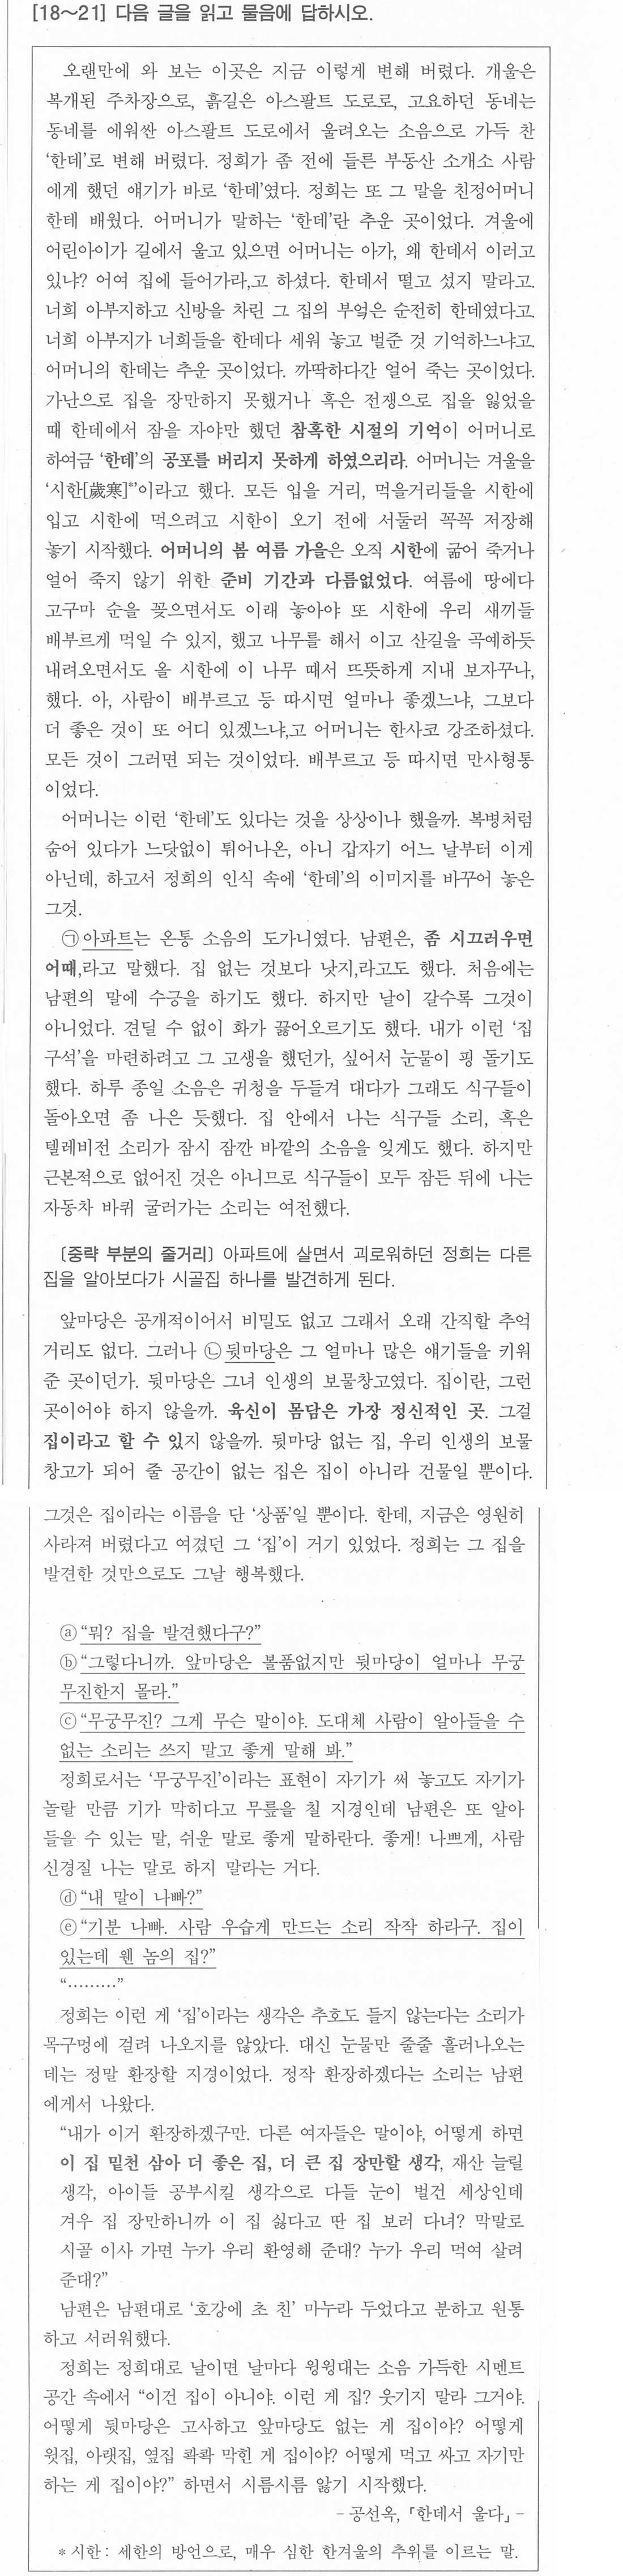 [18～21] 다음 글을 읽고 물음에 답하시오.
오랜만에 와 보는 이곳은 지금 이렇게 변해 버렸다. 개울은
복개된 주차장으로, 흙길은 아스팔트 도로로, 고요하던 동네는
동네를 에워싼 아스팔트 도로에서 울려오는 소음으로 가득 찬
‘한데’로 변해 버렸다. 정희가 좀 전에 들른 부동산 소개소 사람
에게 했던 얘기가 바로 ‘한데’였다. 정희는 또 그 말을 친정어머니
한테 배웠다. 어머니가 말하는 ‘한데’란 추운 곳이었다. 겨울에
어린아이가 길에서 울고 있으면 어머니는 아가, 왜 한데서 이러고
있냐? 어여 집에 들어가라,고 하셨다. 한데서 떨고 섰지 말라고.
너희 아부지하고 신방을 차린 그 집의 부엌은 순전히 한데였다고.
너희 아부지가 너희들을 한데다 세워 놓고 벌준 것 기억하느냐고.
어머니의 한데는 추운 곳이었다. 까딱하다간 얼어 죽는 곳이었다.
가난으로 집을 장만하지 못했거나 혹은 전쟁으로 집을 잃었을
때 한데에서 잠을 자야만 했던 참혹한 시절의 기억이 어머니로
하여금 ‘한데’의 공포를 버리지 못하게 하였으리라. 어머니는 겨울을
‘시한[歲寒]*’이라고 했다. 모든 입을 거리, 먹을거리들을 시한에
입고 시한에 먹으려고 시한이 오기 전에 서둘러 꼭꼭 저장해
놓기 시작했다. 어머니의 봄 여름 가을은 오직 시한에 굶어 죽거나
얼어 죽지 않기 위한 준비 기간과 다름없었다. 여름에 땅에다
고구마 순을 꽂으면서도 이래 놓아야 또 시한에 우리 새끼들
배부르게 먹일 수 있지, 했고 나무를 해서 이고 산길을 곡예하듯
내려오면서도 올 시한에 이 나무 때서 뜨뜻하게 지내 보자꾸나,
했다. 아, 사람이 배부르고 등 따시면 얼마나 좋겠느냐, 그보다
더 좋은 것이 또 어디 있겠느냐,고 어머니는 한사코 강조하셨다.
모든 것이 그러면 되는 것이었다. 배부르고 등 따시면 만사형통
이었다.
어머니는 이런 ‘한데’도 있다는 것을 상상이나 했을까. 복병처럼
숨어 있다가 느닷없이 튀어나온, 아니 갑자기 어느 날부터 이게
아닌데, 하고서 정희의 인식 속에 ‘한데’의 이미지를 바꾸어 놓은
그것.
㉠아파트는 온통 소음의 도가니였다. 남편은, 좀 시끄러우면
어때,라고 말했다. 집 없는 것보다 낫지,라고도 했다. 처음에는
남편의 말에 수긍을 하기도 했다. 하지만 날이 갈수록 그것이
아니었다. 견딜 수 없이 화가 끓어오르기도 했다. 내가 이런 ‘집
구석’을 마련하려고 그 고생을 했던가, 싶어서 눈물이 핑 돌기도
했다. 하루 종일 소음은 귀청을 두들겨 대다가 그래도 식구들이
돌아오면 좀 나은 듯했다. 집 안에서 나는 식구들 소리, 혹은
텔레비전 소리가 잠시 잠깐 바깥의 소음을 잊게도 했다. 하지만
근본적으로 없어진 것은 아니므로 식구들이 모두 잠든 뒤에 나는
자동차 바퀴 굴러가는 소리는 여전했다.
[중략 부분의 줄거리] 아파트에 살면서 괴로워하던 정희는 다른
집을 알아보다가 시골집 하나를 발견하게 된다.
앞마당은 공개적이어서 비밀도 없고 그래서 오래 간직할 추억
거리도 없다. 그러나 ㉡뒷마당은 그 얼마나 많은 얘기들을 키워
준 곳이던가. 뒷마당은 그녀 인생의 보물창고였다. 집이란, 그런
곳이어야 하지 않을까. 육신이 몸담은 가장 정신적인 곳. 그걸
집이라고 할 수 있지 않을까. 뒷마당 없는 집, 우리 인생의 보물
창고가 되어 줄 공간이 없는 집은 집이 아니라 건물일 뿐이다.
그것은 집이라는 이름을 단 ‘상품’일 뿐이다. 한데, 지금은 영원히
사라져 버렸다고 여겼던 그 ‘집’이 거기 있었다. 정희는 그 집을
발견한 것만으로도 그날 행복했다.
ⓐ“뭐? 집을 발견했다구?”
ⓑ“그렇다니까. 앞마당은 볼품없지만 뒷마당이 얼마나 무궁
무진한지 몰라.”
ⓒ“무궁무진? 그게 무슨 말이야. 도대체 사람이 알아들을 수
없는 소리는 쓰지 말고 좋게 말해 봐.”
정희로서는 ‘무궁무진’이라는 표현이 자기가 써 놓고도 자기가
놀랄 만큼 기가 막히다고 무릎을 칠 지경인데 남편은 또 알아
들을 수 있는 말, 쉬운 말로 좋게 말하란다. 좋게! 나쁘게, 사람
신경질 나는 말로 하지 말라는 거다.
ⓓ“내 말이 나빠?”
ⓔ“기분 나빠. 사람 우습게 만드는 소리 작작 하라구. 집이
있는데 웬 놈의 집?”
“………”
정희는 이런 게 ‘집’이라는 생각은 추호도 들지 않는다는 소리가
목구멍에 걸려 나오지를 않았다. 대신 눈물만 줄줄 흘러나오는
데는 정말 환장할 지경이었다. 정작 환장하겠다는 소리는 남편
에게서 나왔다.
“내가 이거 환장하겠구만. 다른 여자들은 말이야, 어떻게 하면
이 집 밑천 삼아 더 좋은 집, 더 큰 집 장만할 생각, 재산 늘릴
생각, 아이들 공부시킬 생각으로 다들 눈이 벌건 세상인데
겨우 집 장만하니까 이 집 싫다고 딴 집 보러 다녀? 막말로
시골 이사 가면 누가 우리 환영해 준대? 누가 우리 먹여 살려
준대?”
남편은 남편대로 ‘호강에 초 친’ 마누라 두었다고 분하고 원통
하고 서러워했다.
정희는 정희대로 날이면 날마다 윙윙대는 소음 가득한 시멘트
공간 속에서 “이건 집이 아니야. 이런 게 집? 웃기지 말라 그거야.
어떻게 뒷마당은 고사하고 앞마당도 없는 게 집이야? 어떻게
윗집, 아랫집, 옆집 콱콱 막힌 게 집이야? 어떻게 먹고 싸고 자기만
하는 게 집이야?” 하면서 시름시름 앓기 시작했다.
- 공선옥, 「한데서 울다」 -
*시한: 세한의 방언으로, 매우 심한 한겨울의 추위를 이르는 말.